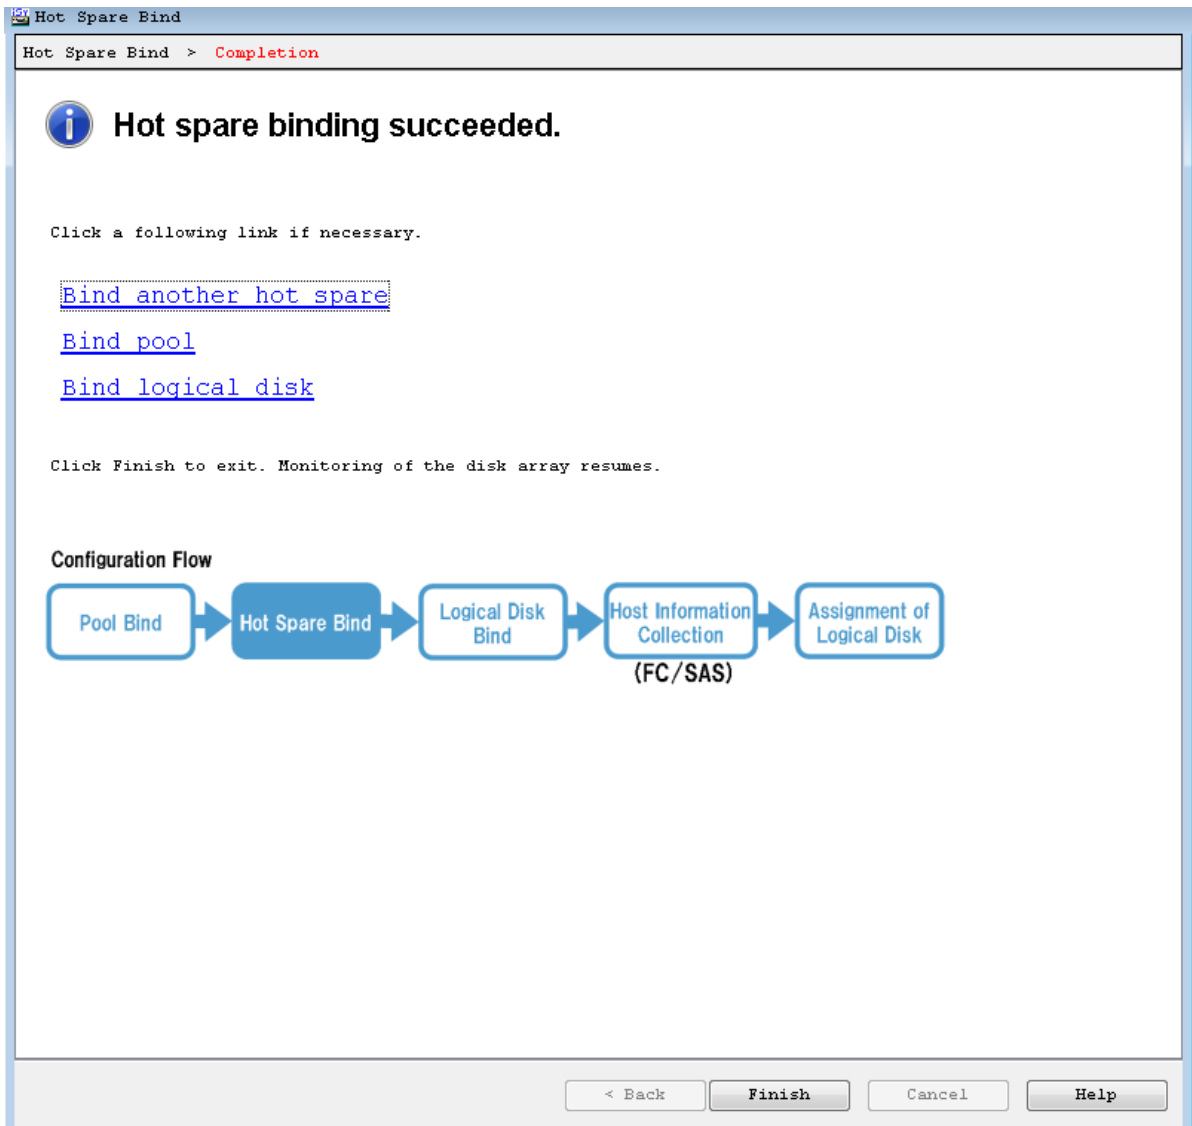 Hot Spare Bind
Hot Spare Bind > Completion
Hot spare binding succeeded.
Click a following link if necessary.
Bind another hot spare
Bind pool
Bind logical disk
Click Finish to exit. Monitoring of the disk array resumes.
Configuration Flow
Pool Bind
Hot Spare Bind
Logical Disk
Bind
Host Information
Collection
(FC/SAS)
Assignment of
Logical Disk
< Back
Finish
Cancel
Help